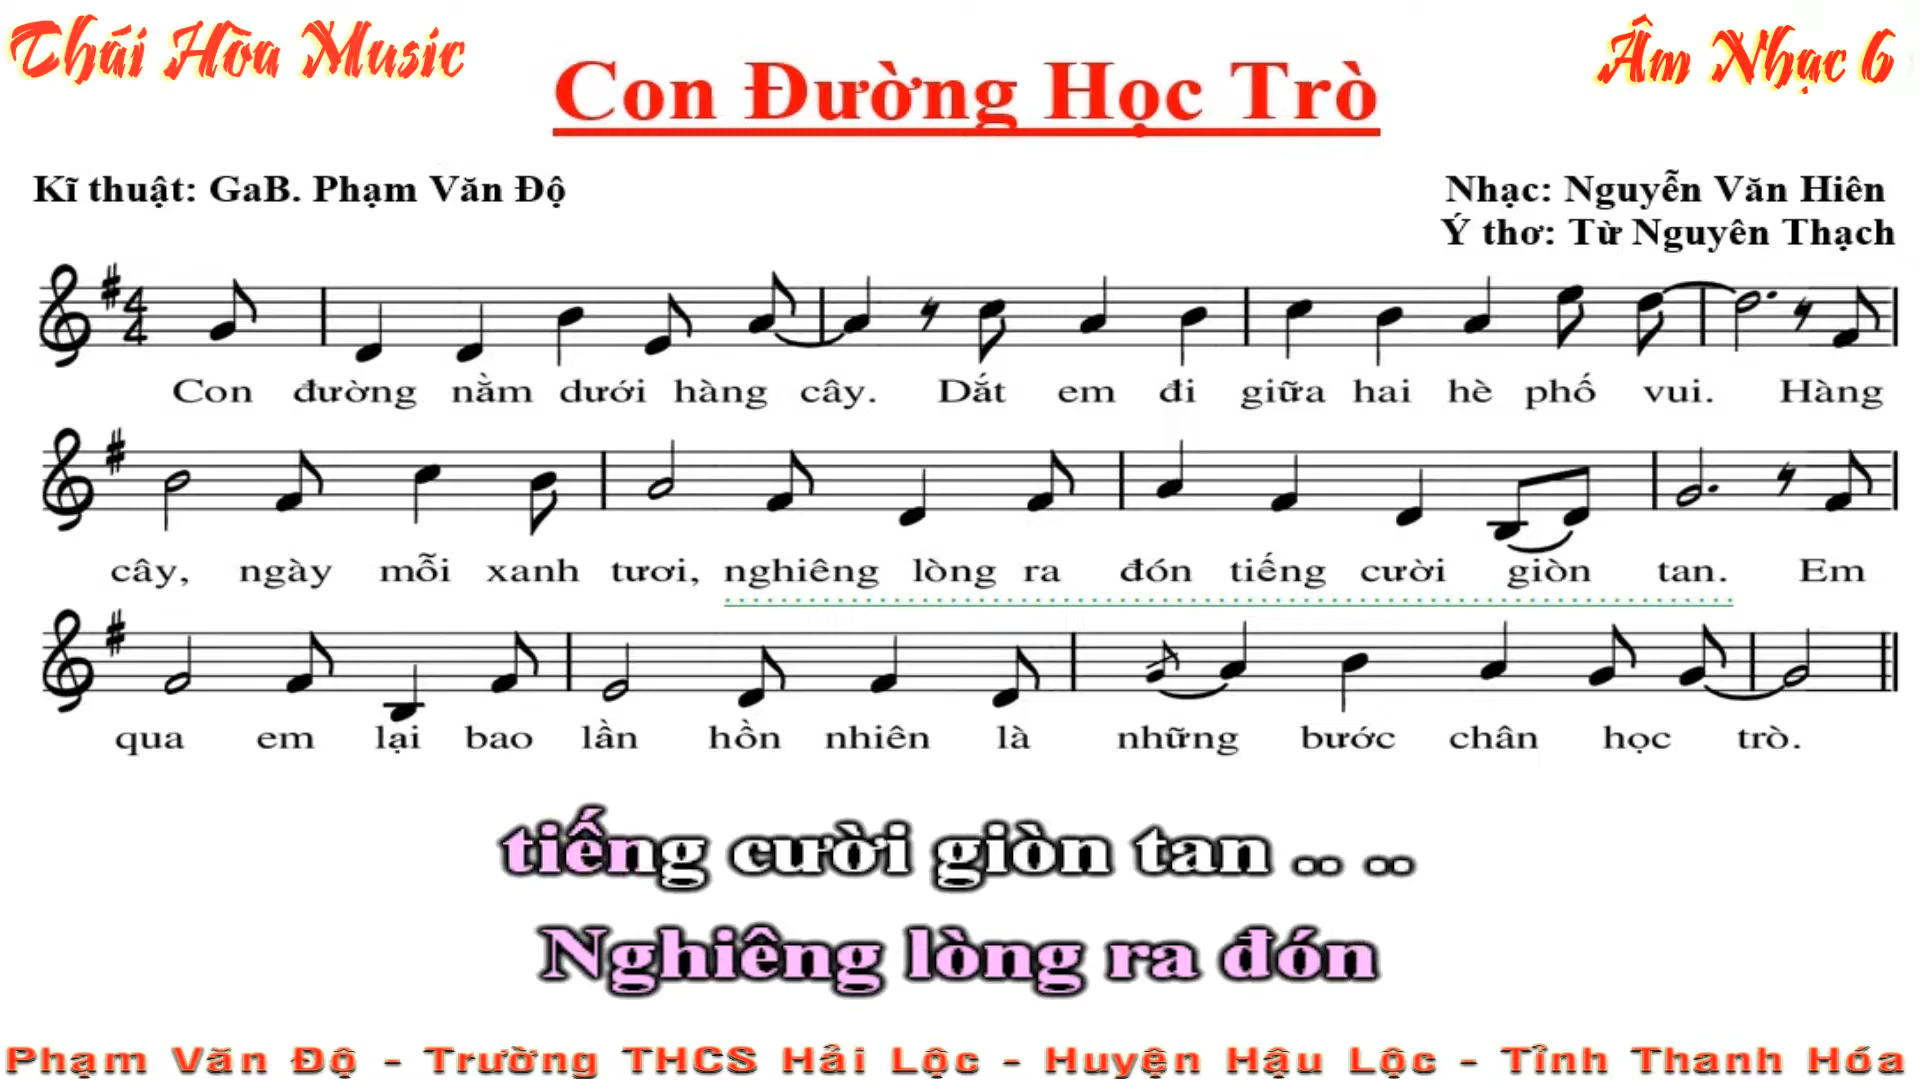 Thái Hòa Music
Âm Nhạc 6
Con Đường Học Trò
Kĩ thuật: GaB. Phạm Văn Độ
Nhạc: Nguyễn Văn Hiên
Ý thơ: Từ Nguyên Thạch
4
4
Con đường nằm dưới hàng cây. Dắt em đi giữa hai hè phố vui. Hàng
cây, ngày mỗi xanh tươi, nghiêng lòng ra đón tiếng cười giòn tan. Em
qua em lại bao lần hồn nhiên là những bước chân học trò.
tiếng cười giòn tan .. ..
Nghiêng lòng ra đón
Phạm Văn Độ - Trường THCS Hải Lộc - Huyện Hậu Lộc - Tỉnh Thanh Hóa